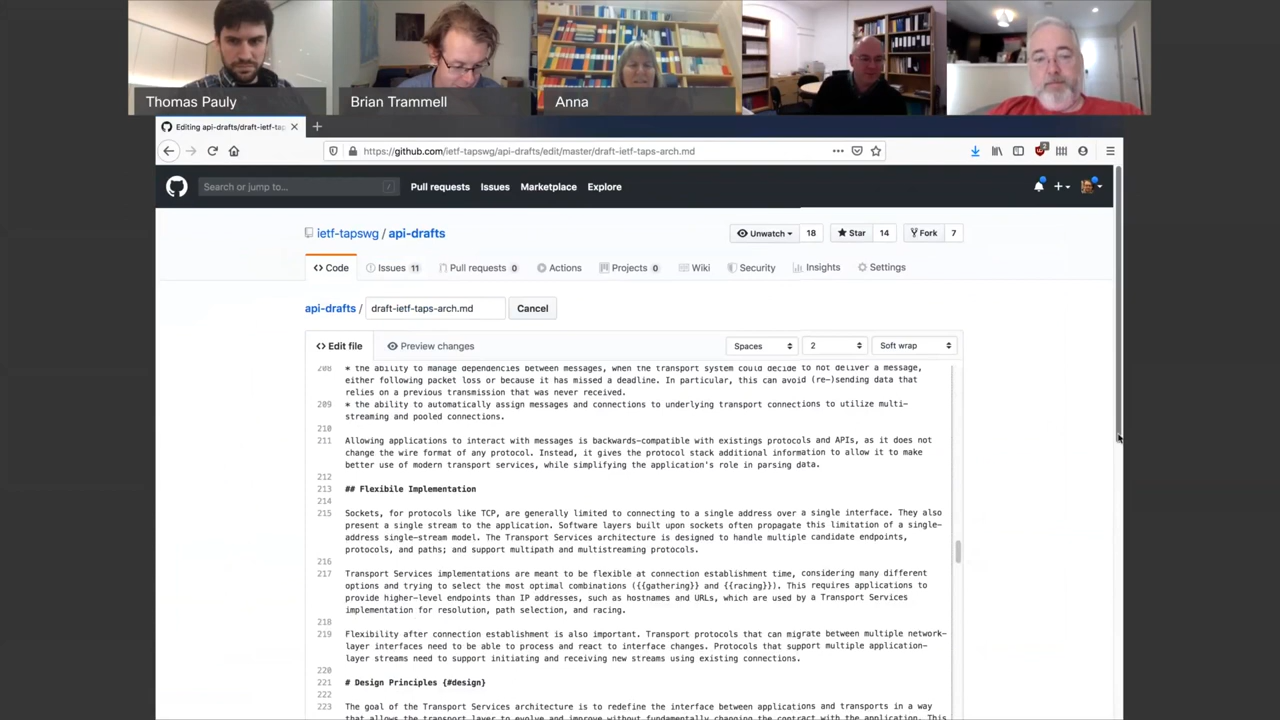 Thomas Pauly
Brian Trammell
Anna
Editing api-drafts/draft-ietf-tap
https://github.com/ietf-tapswg/api-drafts/edit/master/draft-ietf-taps-arch.md
2
Search or jump to...
/
Pull requests
Issues
Marketplace
Explore
ietf-tapswg / api-drafts
Unwatch
18
Star
14
Fork
7
<> Code
Issues 11
Pull requests 0
Actions
Projects 0
Wiki
Security
Insights
Settings
api-drafts / draft-ietf-taps-arch.md
Cancel
<> Edit file
Preview changes
Spaces
2
Soft wrap
208 * the ability to manage dependencies between messages, when the transport system could decide to not deliver a message,
either following packet loss or because it has missed a deadline. In particular, this can avoid (re-)sending data that
relies on a previous transmission that was never received.
209 * the ability to automatically assign messages and connections to underlying transport connections to utilize multi-
streaming and pooled connections.
210
211 Allowing applications to interact with messages is backwards-compatible with existings protocols and APIs, as it does not
change the wire format of any protocol. Instead, it gives the protocol stack additional information to allow it to make
better use of modern transport services, while simplifying the application's role in parsing data.
212
213 ## Flexibile Implementation
214
215 Sockets, for protocols like TCP, are generally limited to connecting to a single address over a single interface. They also
present a single stream to the application. Software layers built upon sockets often propagate this limitation of a single-
address single-stream model. The Transport Services architecture is designed to handle multiple candidate endpoints,
protocols, and paths; and support multipath and multistreaming protocols.
216
217 Transport Services implementations are meant to be flexible at connection establishment time, considering many different
options and trying to select the most optimal combinations ({{gathering}} and {{racing}}). This requires applications to
provide higher-level endpoints than IP addresses, such as hostnames and URLs, which are used by a Transport Services
implementation for resolution, path selection, and racing.
218
219 Flexibility after connection establishment is also important. Transport protocols that can migrate between multiple network-
layer interfaces need to be able to process and react to interface changes. Protocols that support multiple application-
layer streams need to support initiating and receiving new streams using existing connections.
220
221 # Design Principles {#design}
222
223 The goal of the Transport Services architecture is to redefine the interface between applications and transports in a way
that allows the transport layer to evolve and improve without fundamentally changing the contract with the application. This